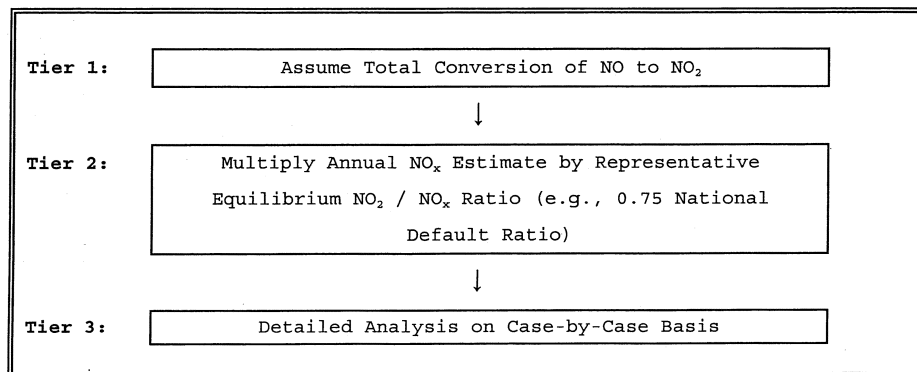 Tier 1: Assume Total Conversion of NO to NO₂
↓
Tier 2: Multiply Annual NOₓ Estimate by Representative
Equilibrium NO₂ / NOₓ Ratio (e.g., 0.75 National
Default Ratio)
↓
Tier 3: Detailed Analysis on Case-by-Case Basis